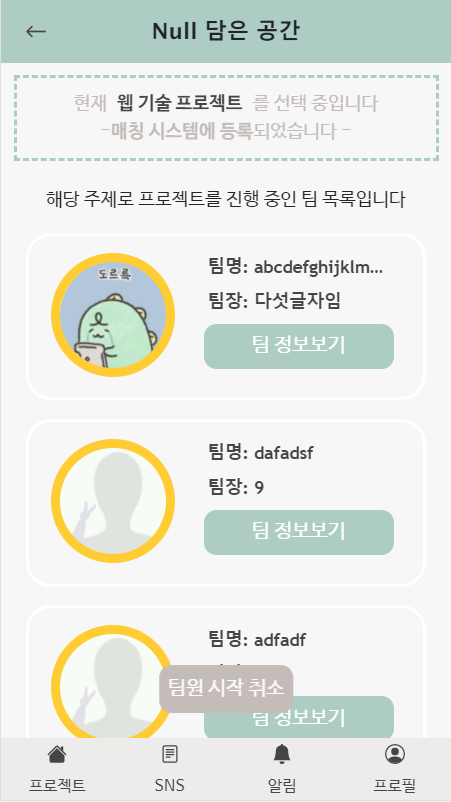 Null 담은 공간
현재 웹 기술 프로젝트 를 선택 중입니다
-매칭 시스템에 등록되었습니다 -
해당 주제로 프로젝트를 진행 중인 팀 목록입니다
도르륵
팀명: abcdefghijklm...
팀장: 다섯글자임
팀 정보보기
팀명: dafadsf
팀장: 9
팀 정보보기
팀명: adfadf
팀원 시작 취소
팀 정보보기
프로젝트 SNS 알림 프로필